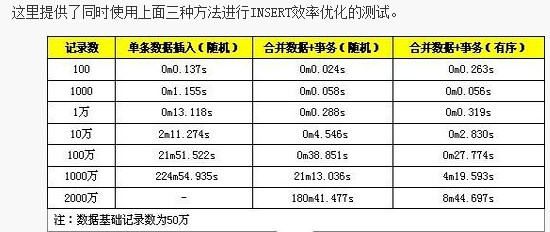 这里提供了同时使用上面三种方法进行INSERT效率优化的测试。
记录数 单条数据插入（随机） 合并数据+事务（随机） 合并数据+事务（有序）
100 0m0.137s 0m0.024s 0m0.263s
1000 0m1.155s 0m0.058s 0m0.056s
1万 0m13.118s 0m0.288s 0m0.319s
10万 2m11.274s 0m4.546s 0m2.830s
100万 21m51.522s 0m38.851s 0m27.774s
1000万 224m54.935s 21m13.036s 4m19.593s
2000万 - 180m41.477s 8m44.697s
注：数据基础记录数为50万